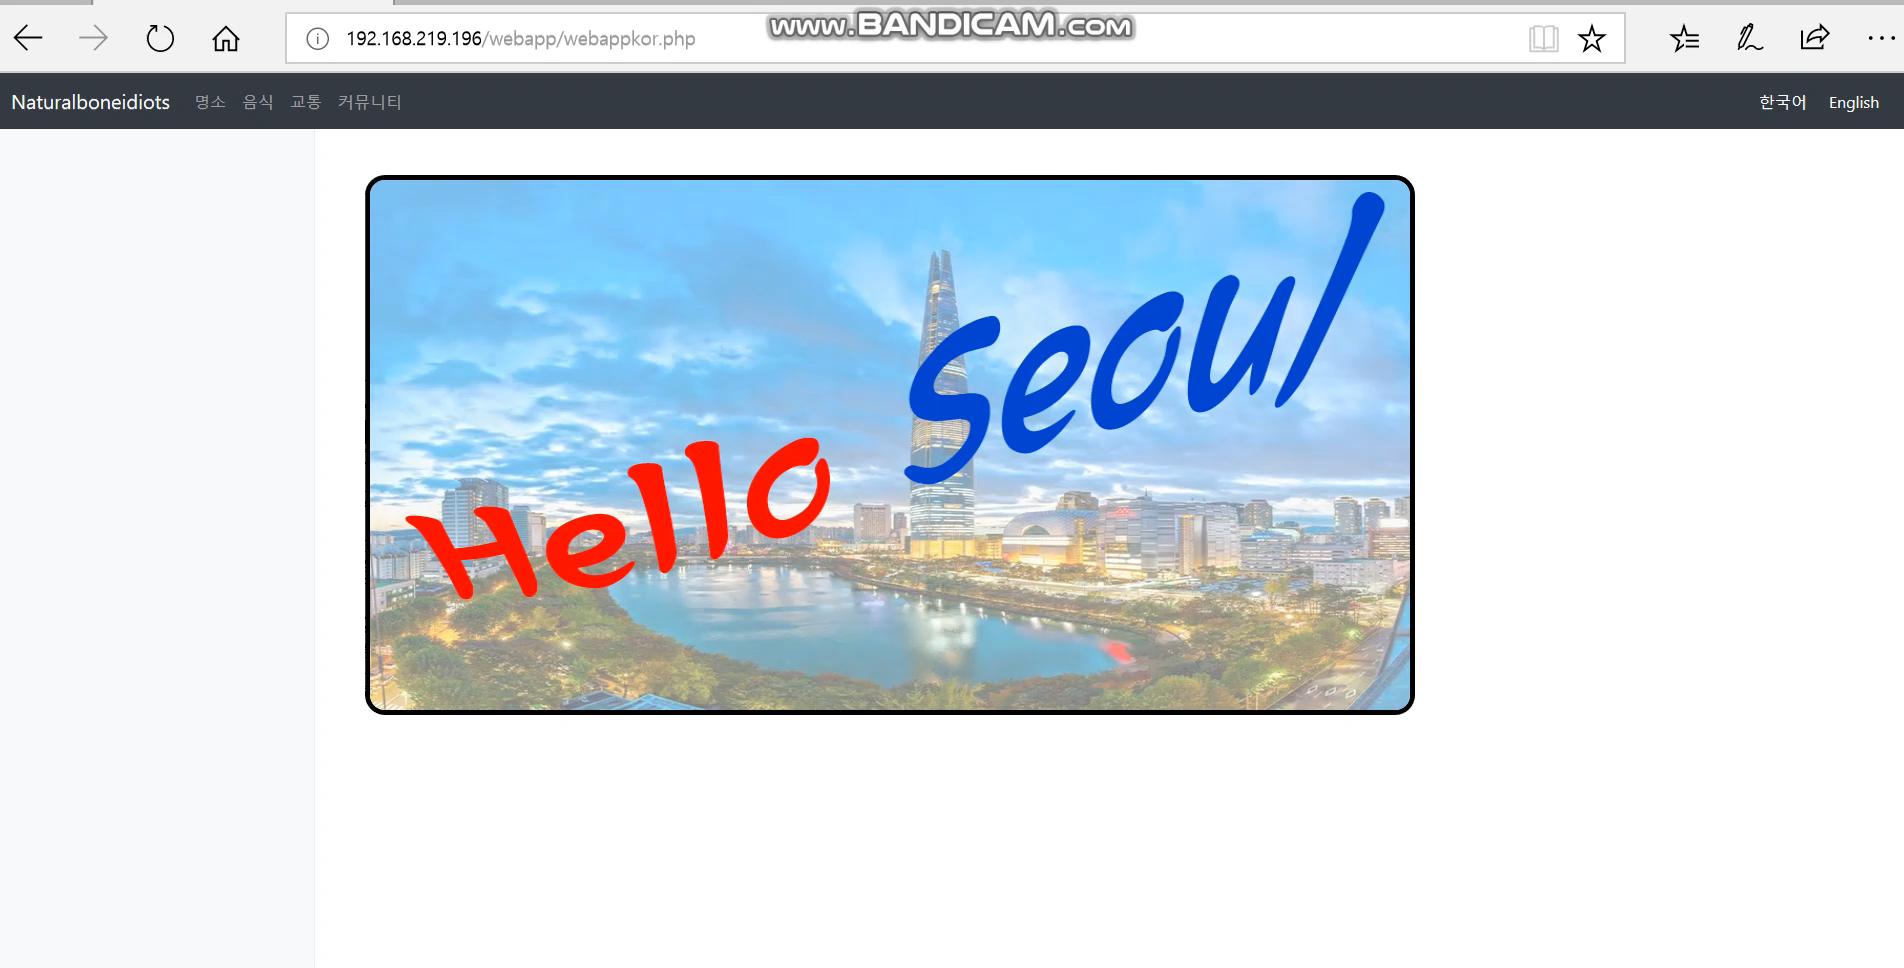 192.168.219.196/webapp/webappkor.php
www.BANDICAM.com
Naturalboneidiots 명소 음식 교통 커뮤니티 한국어 English
Seoul
Hello